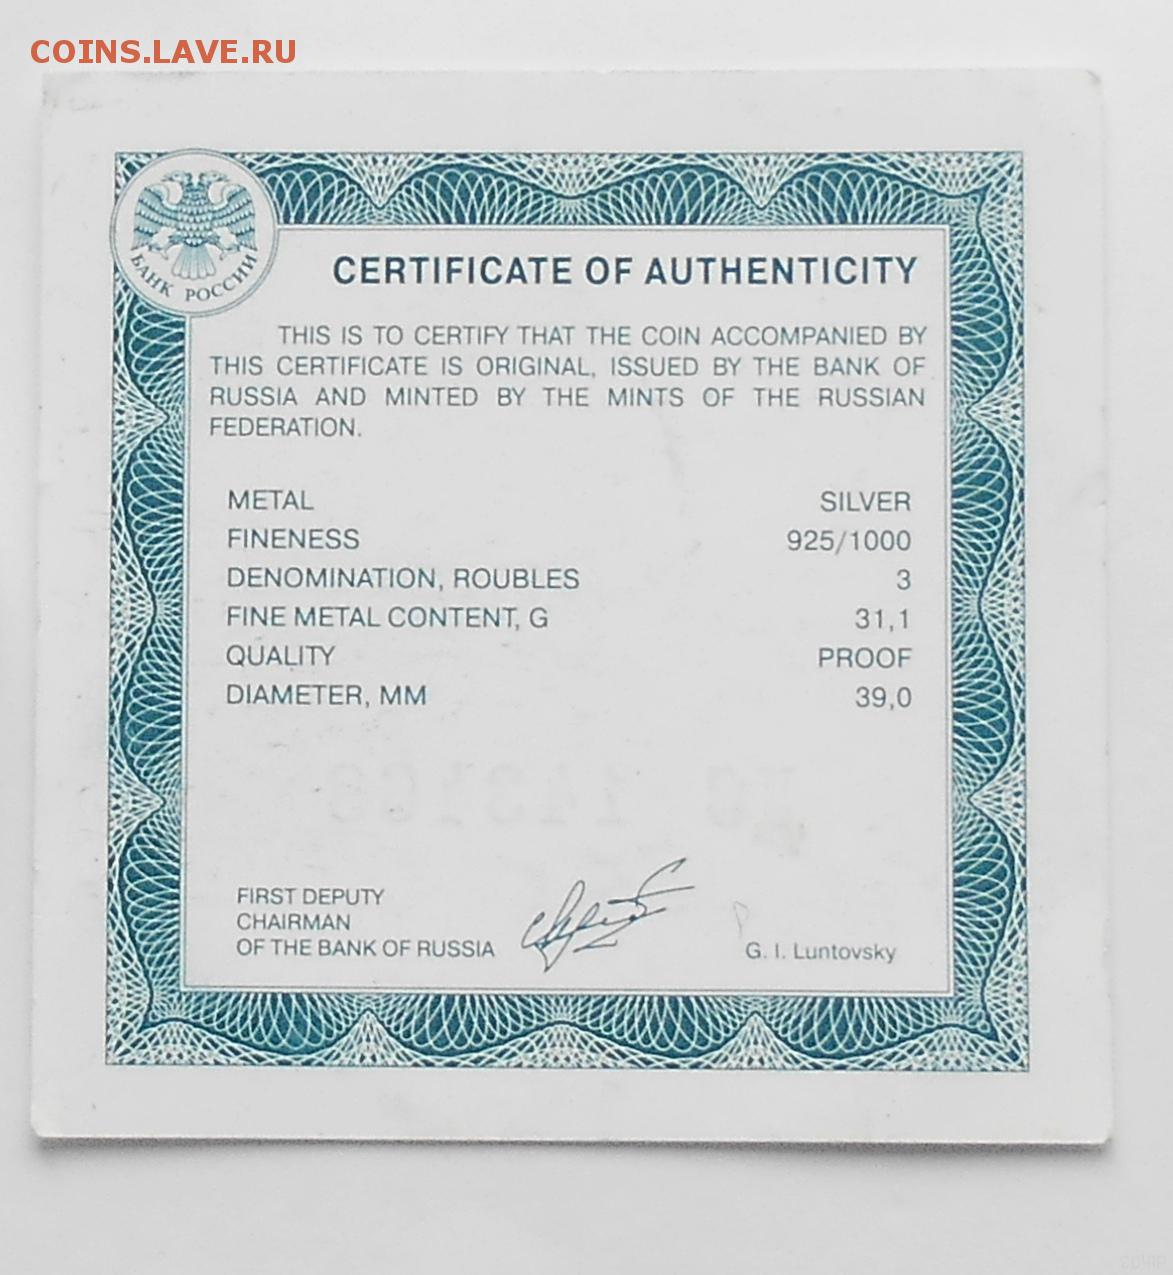 COINS.LAVE.RU
БАНК РОССИИ
CERTIFICATE OF AUTHENTICITY
THIS IS TO CERTIFY THAT THE COIN ACCOMPANIED BY
THIS CERTIFICATE IS ORIGINAL, ISSUED BY THE BANK OF
RUSSIA AND MINTED BY THE MINTS OF THE RUSSIAN
FEDERATION.
METAL SILVER
FINENESS 925/1000
DENOMINATION, ROUBLES 3
FINE METAL CONTENT, G 31,1
QUALITY PROOF
DIAMETER, MM 39,0
FIRST DEPUTY
CHAIRMAN
OF THE BANK OF RUSSIA
G. I. Luntovsky